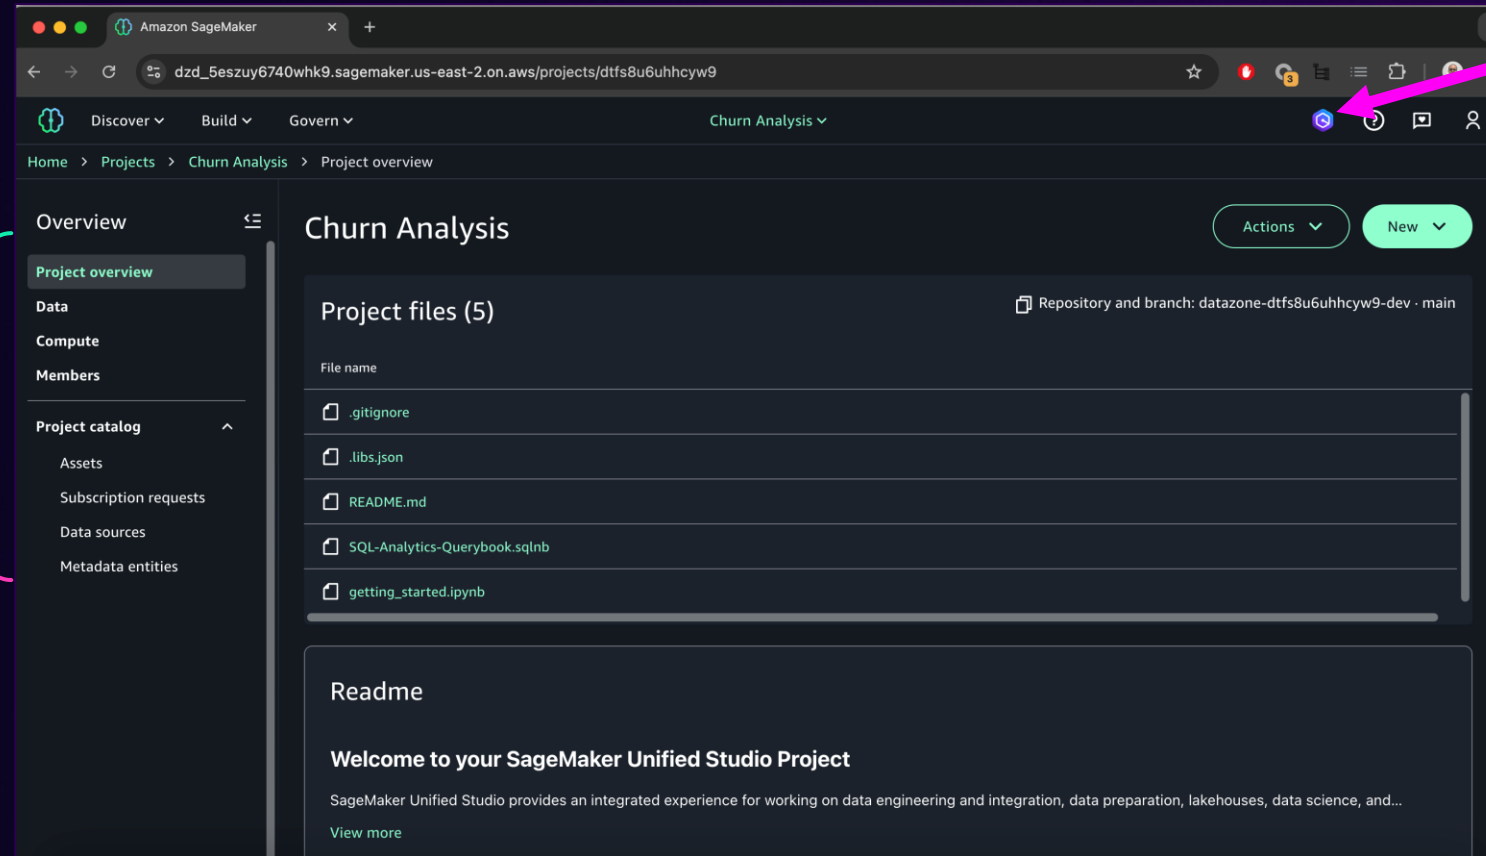 Amazon SageMaker
dzd_5eszuy6740whk9.sagemaker.us-east-2.on.aws/projects/dtfs8u6uhhcyw9
3
Discover Build Govern Churn Analysis
Home > Projects > Churn Analysis > Project overview
Overview
Project overview
Data
Compute
Members
Project catalog
Assets
Subscription requests
Data sources
Metadata entities
Churn Analysis
Actions
New
Project files (5)
Repository and branch: datazone-dtfs8u6uhhcyw9-dev · main
File name
.gitignore
.libs.json
README.md
SQL-Analytics-Querybook.sqlnb
getting_started.ipynb
Readme
Welcome to your SageMaker Unified Studio Project
SageMaker Unified Studio provides an integrated experience for working on data engineering and integration, data preparation, lakehouses, data science, and...
View more